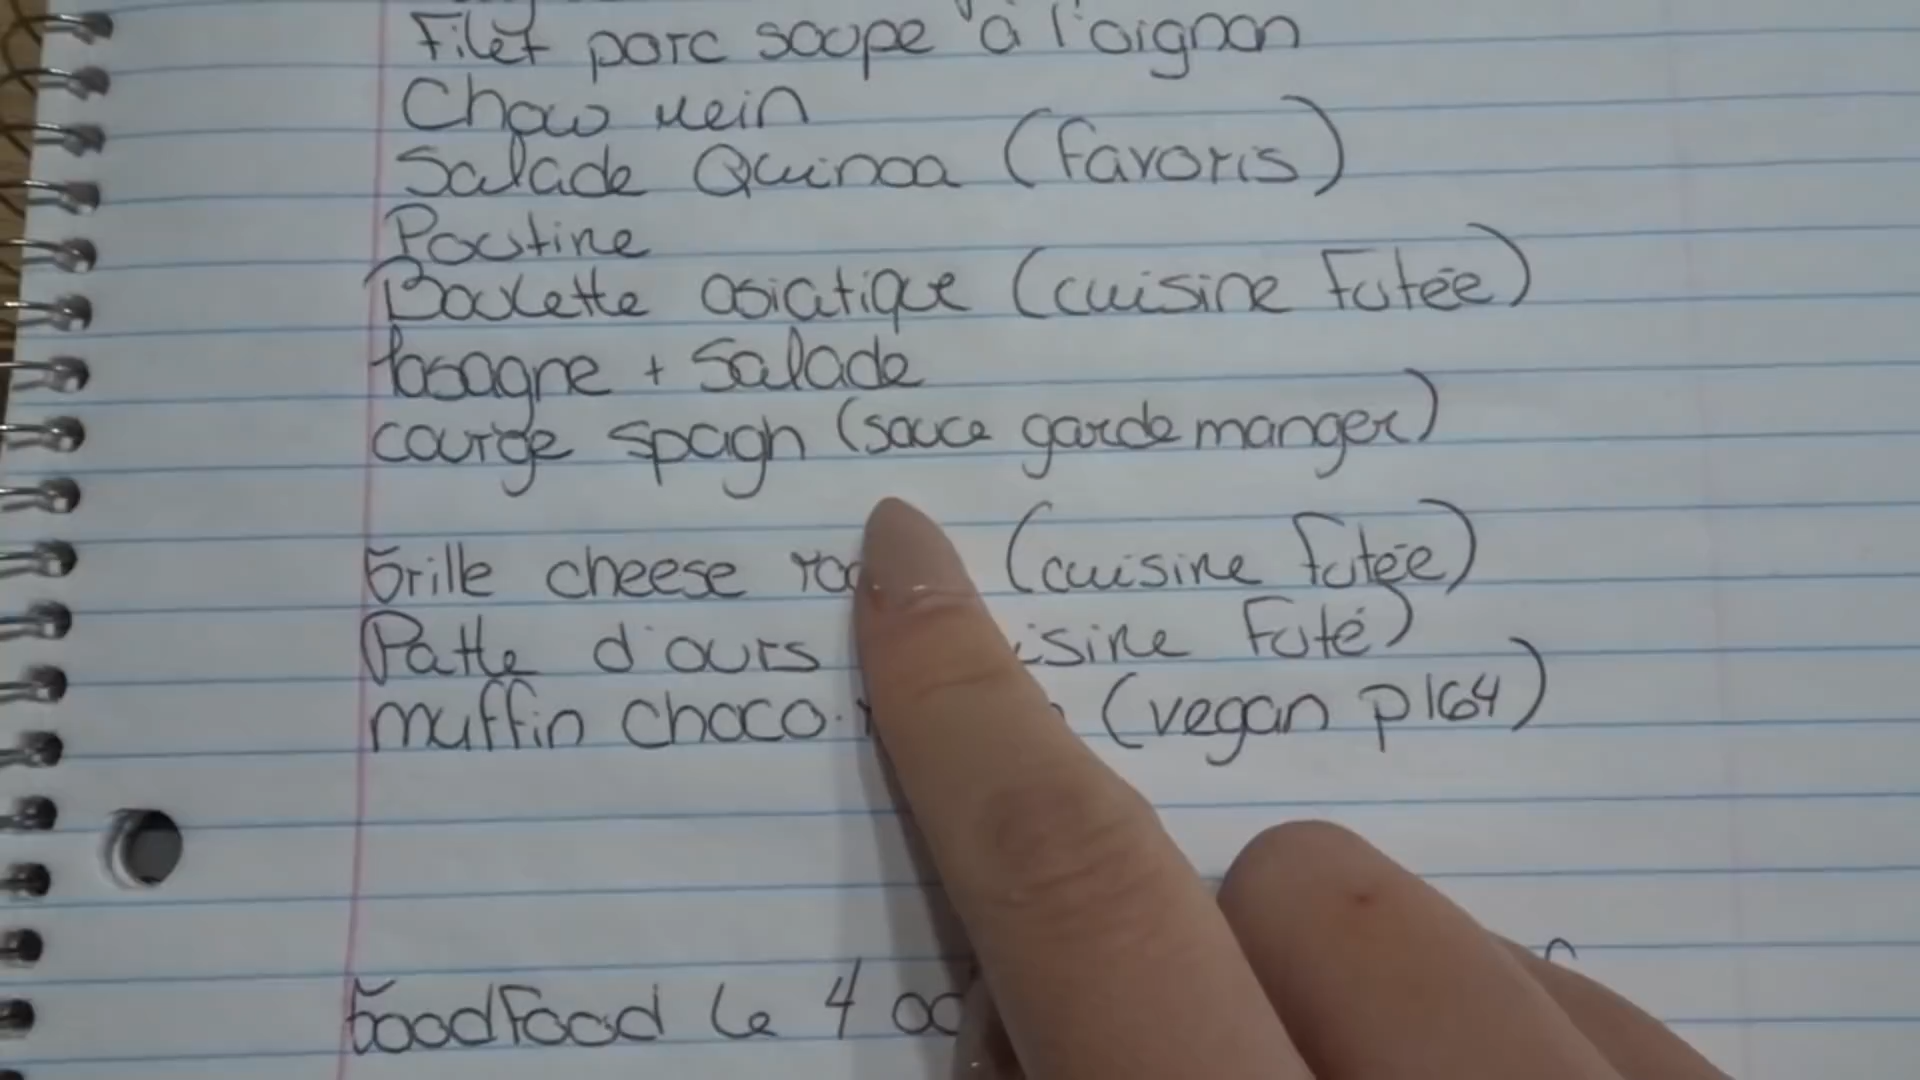 Filet porc soupe à l'oignon
Chow mein
Salade Quinoa (favoris)
Poutine
Boulette asiatique (cuisine futée)
lasagne + Salade
courge spagh (sauce garde manger)
Grille cheese (cuisine futée)
Patte d'ours Futé)
muffin choco (vegan p164)
GoodFood Le 4